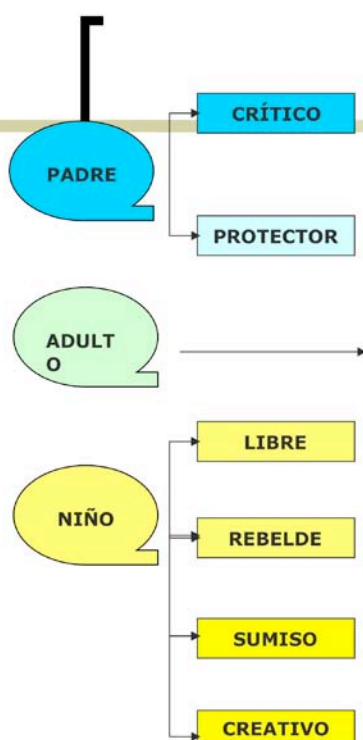 CRÍTICO
PADRE
PROTECTOR
ADULT
O
LIBRE
NIÑO
REBELDE
SUMISO
CREATIVO